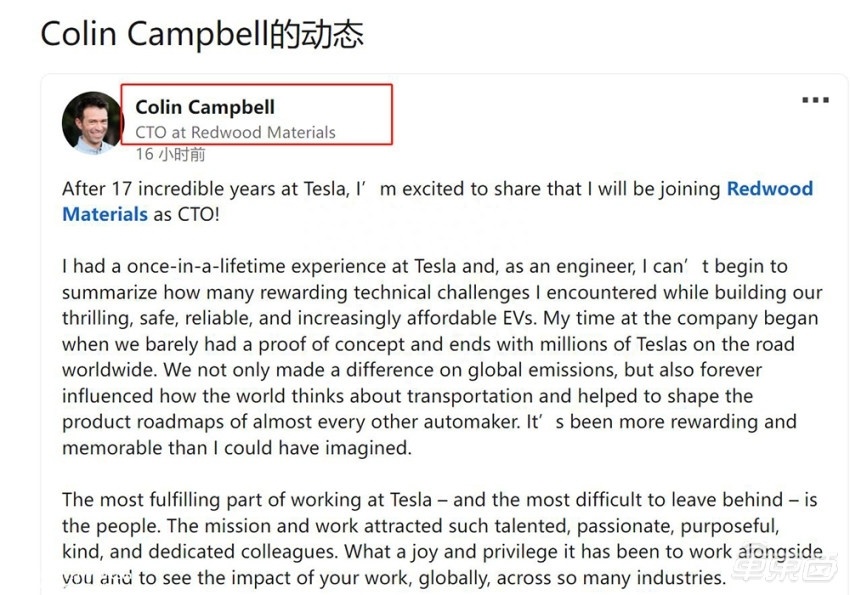 Colin Campbell的动态
Colin Campbell
CTO at Redwood Materials
16 小时前
After 17 incredible years at Tesla, I'm excited to share that I will be joining Redwood
Materials as CTO!
I had a once-in-a-lifetime experience at Tesla and, as an engineer, I can't begin to
summarize how many rewarding technical challenges I encountered while building our
thrilling, safe, reliable, and increasingly affordable EVs. My time at the company began
when we barely had a proof of concept and ends with millions of Teslas on the road
worldwide. We not only made a difference on global emissions, but also forever
influenced how the world thinks about transportation and helped to shape the
product roadmaps of almost every other automaker. It's been more rewarding and
memorable than I could have imagined.
The most fulfilling part of working at Tesla – and the most difficult to leave behind – is
the people. The mission and work attracted such talented, passionate, purposeful,
kind, and dedicated colleagues. What a joy and privilege it has been to work alongside
you and to see the impact of your work, globally, across so many industries.
车东西